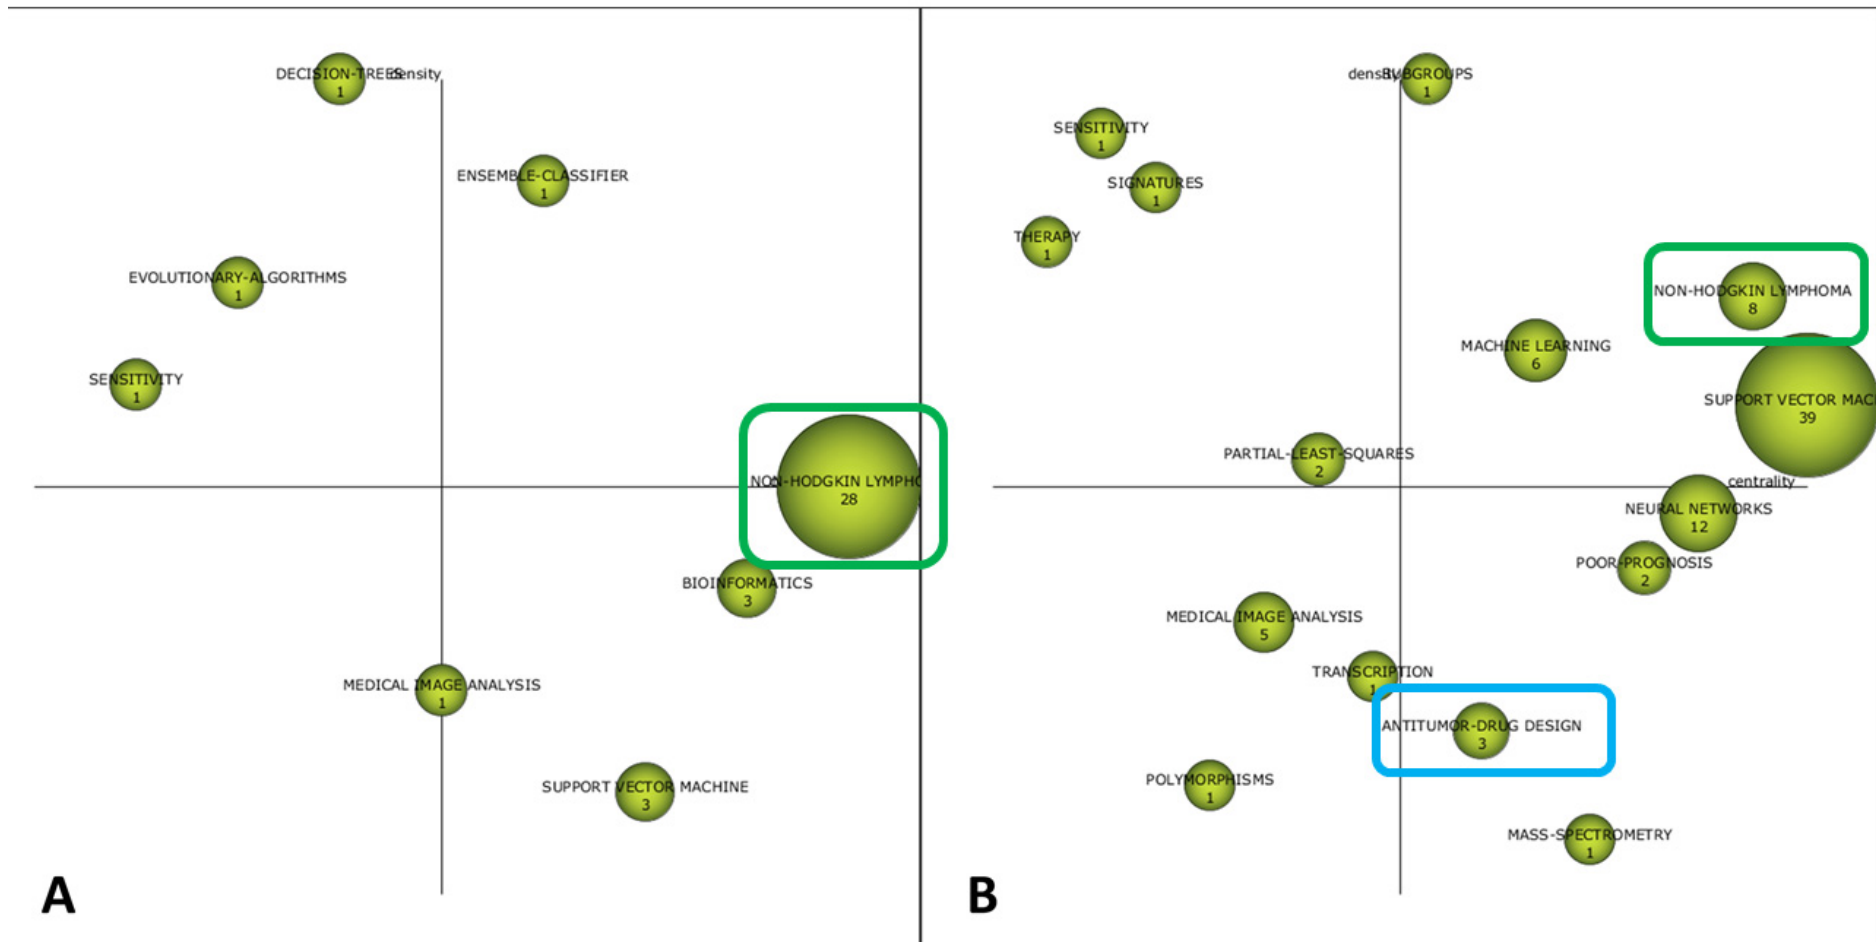 DECISION-TREES
density
1
ENSEMBLE-CLASSIFIER
1
EVOLUTIONARY-ALGORITHMS
1
SENSITIVITY
1
NON-HODGKIN LYMPHO
28
BIOINFORMATICS
3
MEDICAL IMAGE ANALYSIS
1
SUPPORT VECTOR MACHINE
3
A
density
SUBGROUPS
1
SENSITIVITY
1
SIGNATURES
1
THERAPY
1
NON-HODGKIN LYMPHOMA
8
MACHINE LEARNING
6
SUPPORT VECTOR MAC
39
PARTIAL-LEAST-SQUARES
2
centrality
NEURAL NETWORKS
12
POOR-PROGNOSIS
2
MEDICAL IMAGE ANALYSIS
5
TRANSCRIPTION
1
ANTITUMOR-DRUG DESIGN
3
POLYMORPHISMS
1
MASS-SPECTROMETRY
1
B